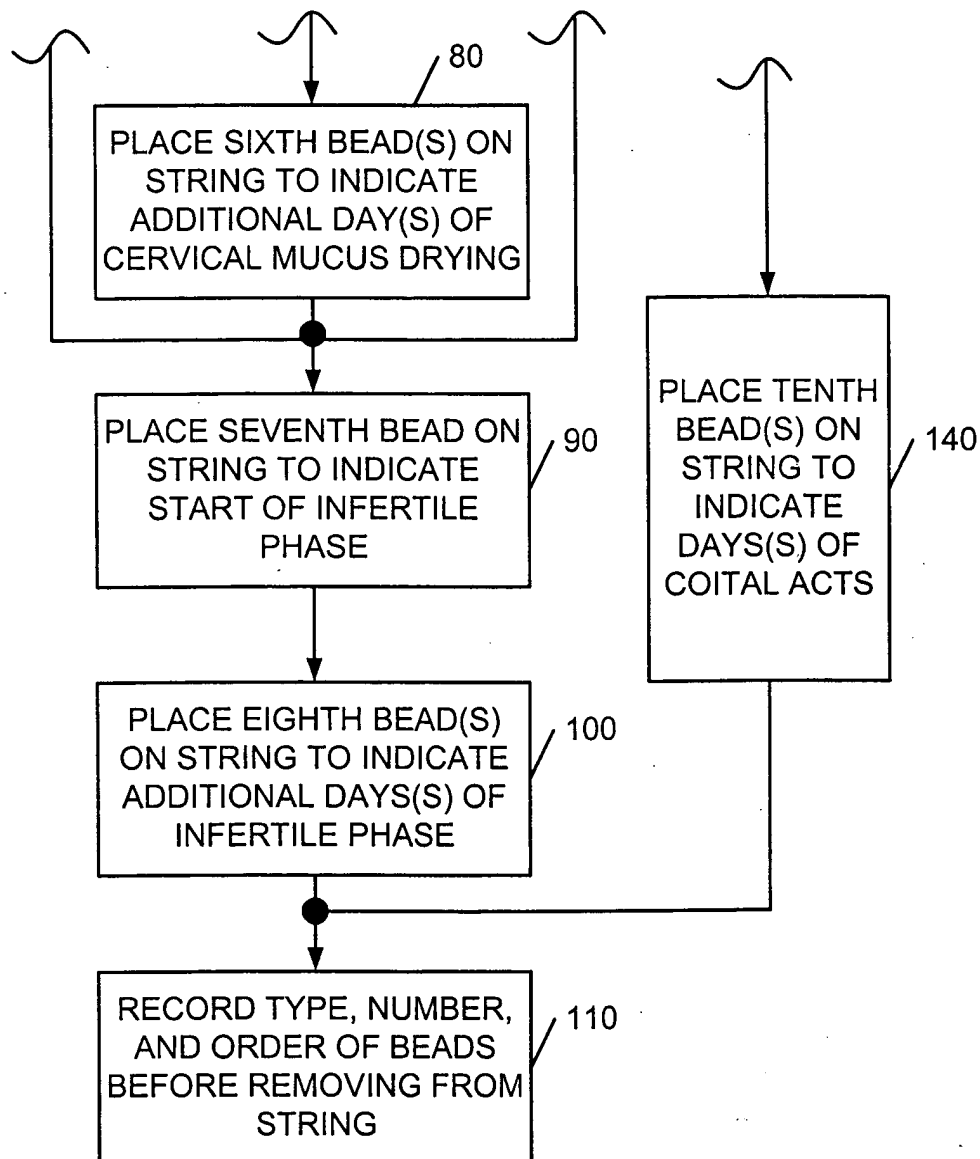 80
PLACE SIXTH BEAD(S) ON
STRING TO INDICATE
ADDITIONAL DAY(S) OF
CERVICAL MUCUS DRYING
PLACE SEVENTH BEAD ON
STRING TO INDICATE
START OF INFERTILE
PHASE
90
PLACE TENTH
BEAD(S) ON
STRING TO
INDICATE
DAYS(S) OF
COITAL ACTS
140
PLACE EIGHTH BEAD(S)
ON STRING TO INDICATE
ADDITIONAL DAYS(S) OF
INFERTILE PHASE
100
RECORD TYPE, NUMBER,
AND ORDER OF BEADS
BEFORE REMOVING FROM
STRING
110